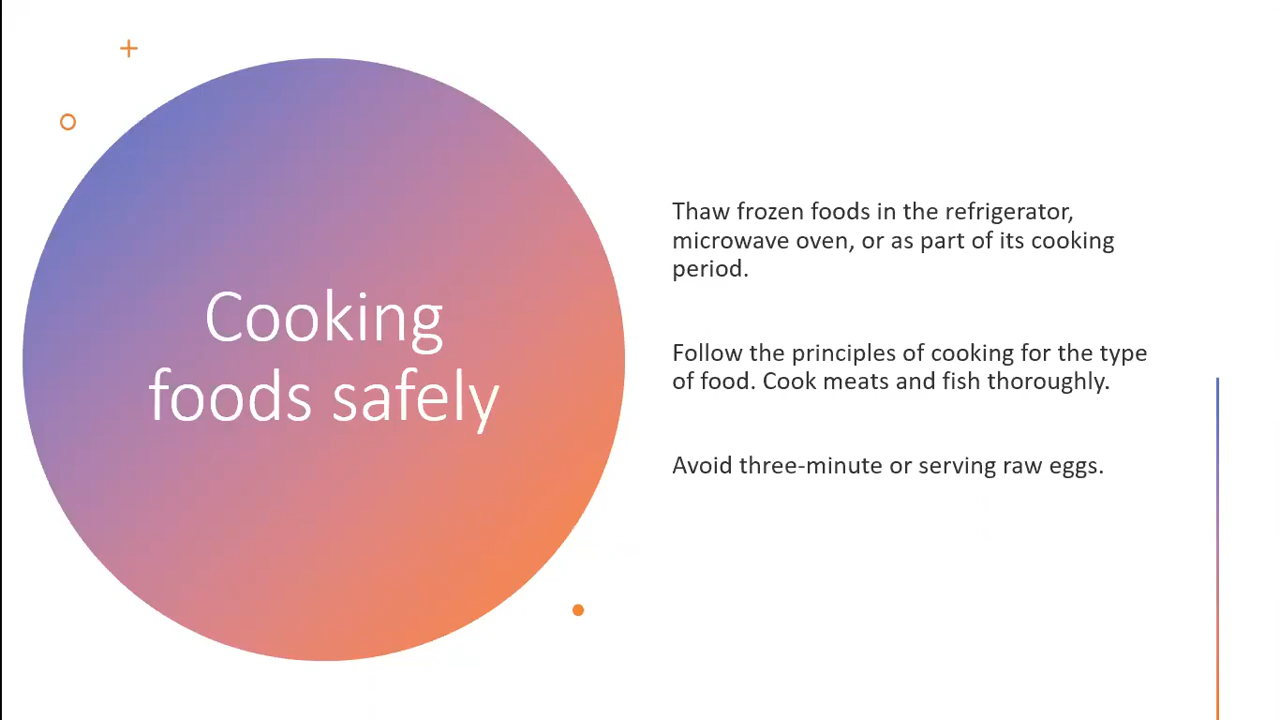 Cooking
foods safely
Thaw frozen foods in the refrigerator,
microwave oven, or as part of its cooking
period.
Follow the principles of cooking for the type
of food. Cook meats and fish thoroughly.
Avoid three-minute or serving raw eggs.